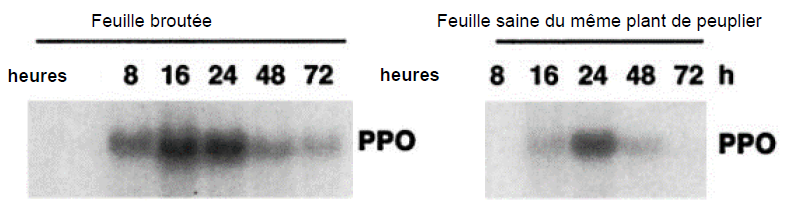 Feuille broutée
heures 8 16 24 48 72
PPO
Feuille saine du même plant de peuplier
heures 8 16 24 48 72 h
PPO